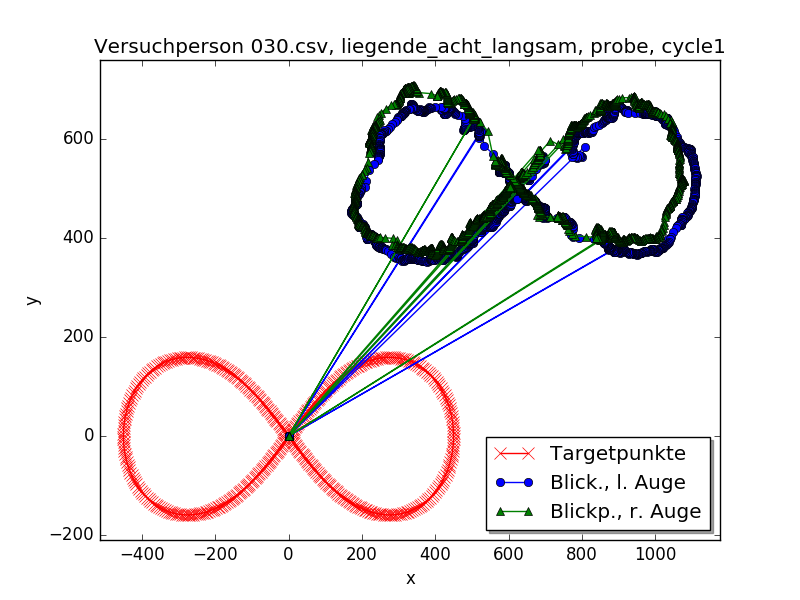 Versuchperson 030.csv, liegende_acht_langsam, probe, cycle1
600
400
200
0
−200
y
−400
−200
0
200
400
600
800
1000
x
Targetpunkte
Blick., l. Auge
Blickp., r. Auge